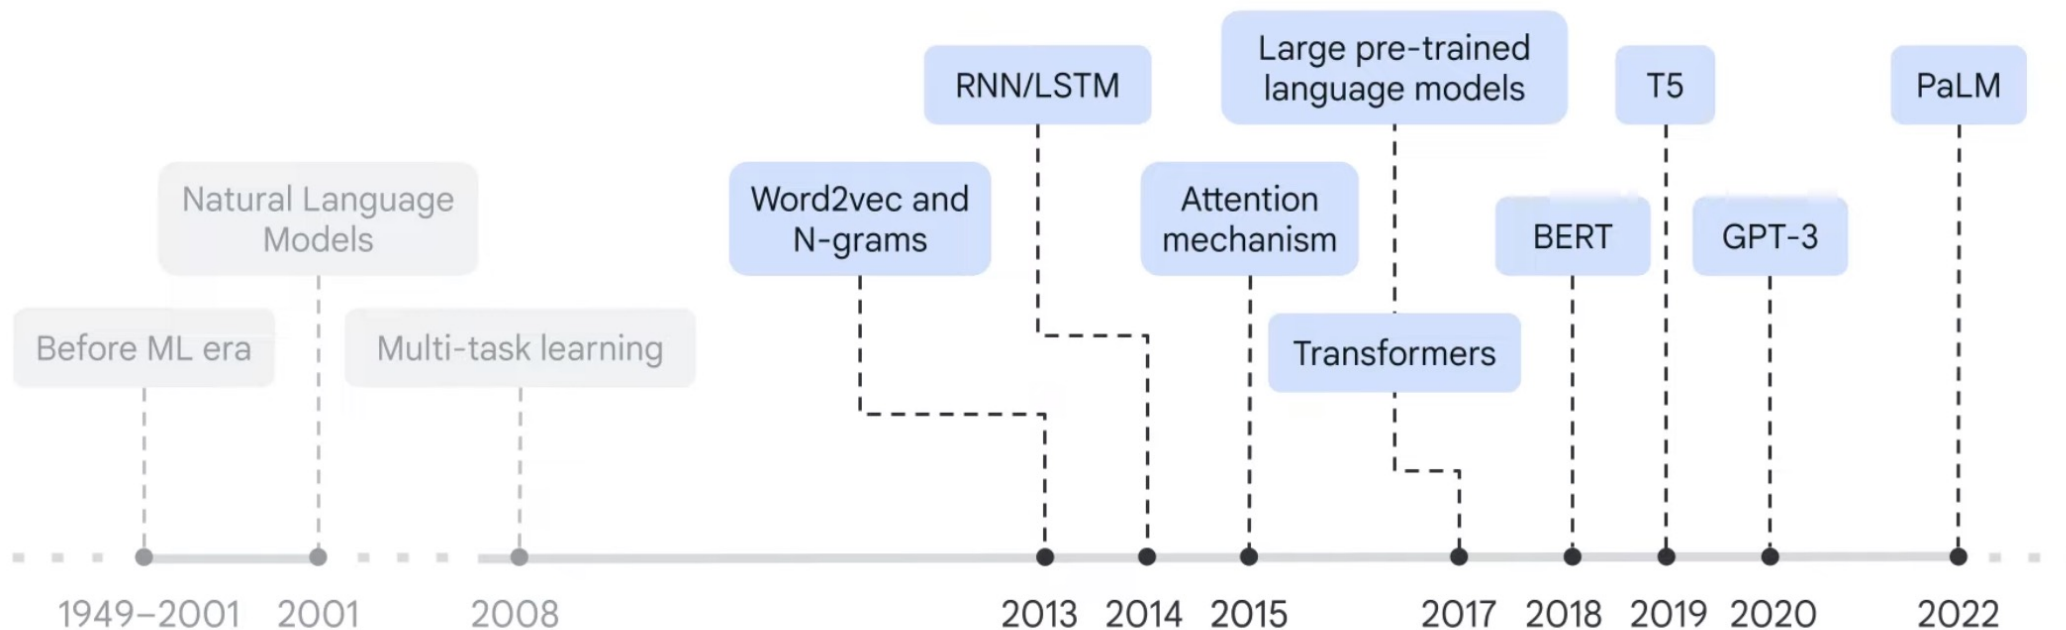 Large pre-trained
language models
RNN/LSTM
T5
PaLM
Natural Language
Models
Word2vec and
N-grams
Attention
mechanism
BERT
GPT-3
Before ML era
Multi-task learning
Transformers
1949–2001
2001
2008
2013
2014
2015
2017
2018
2019
2020
2022